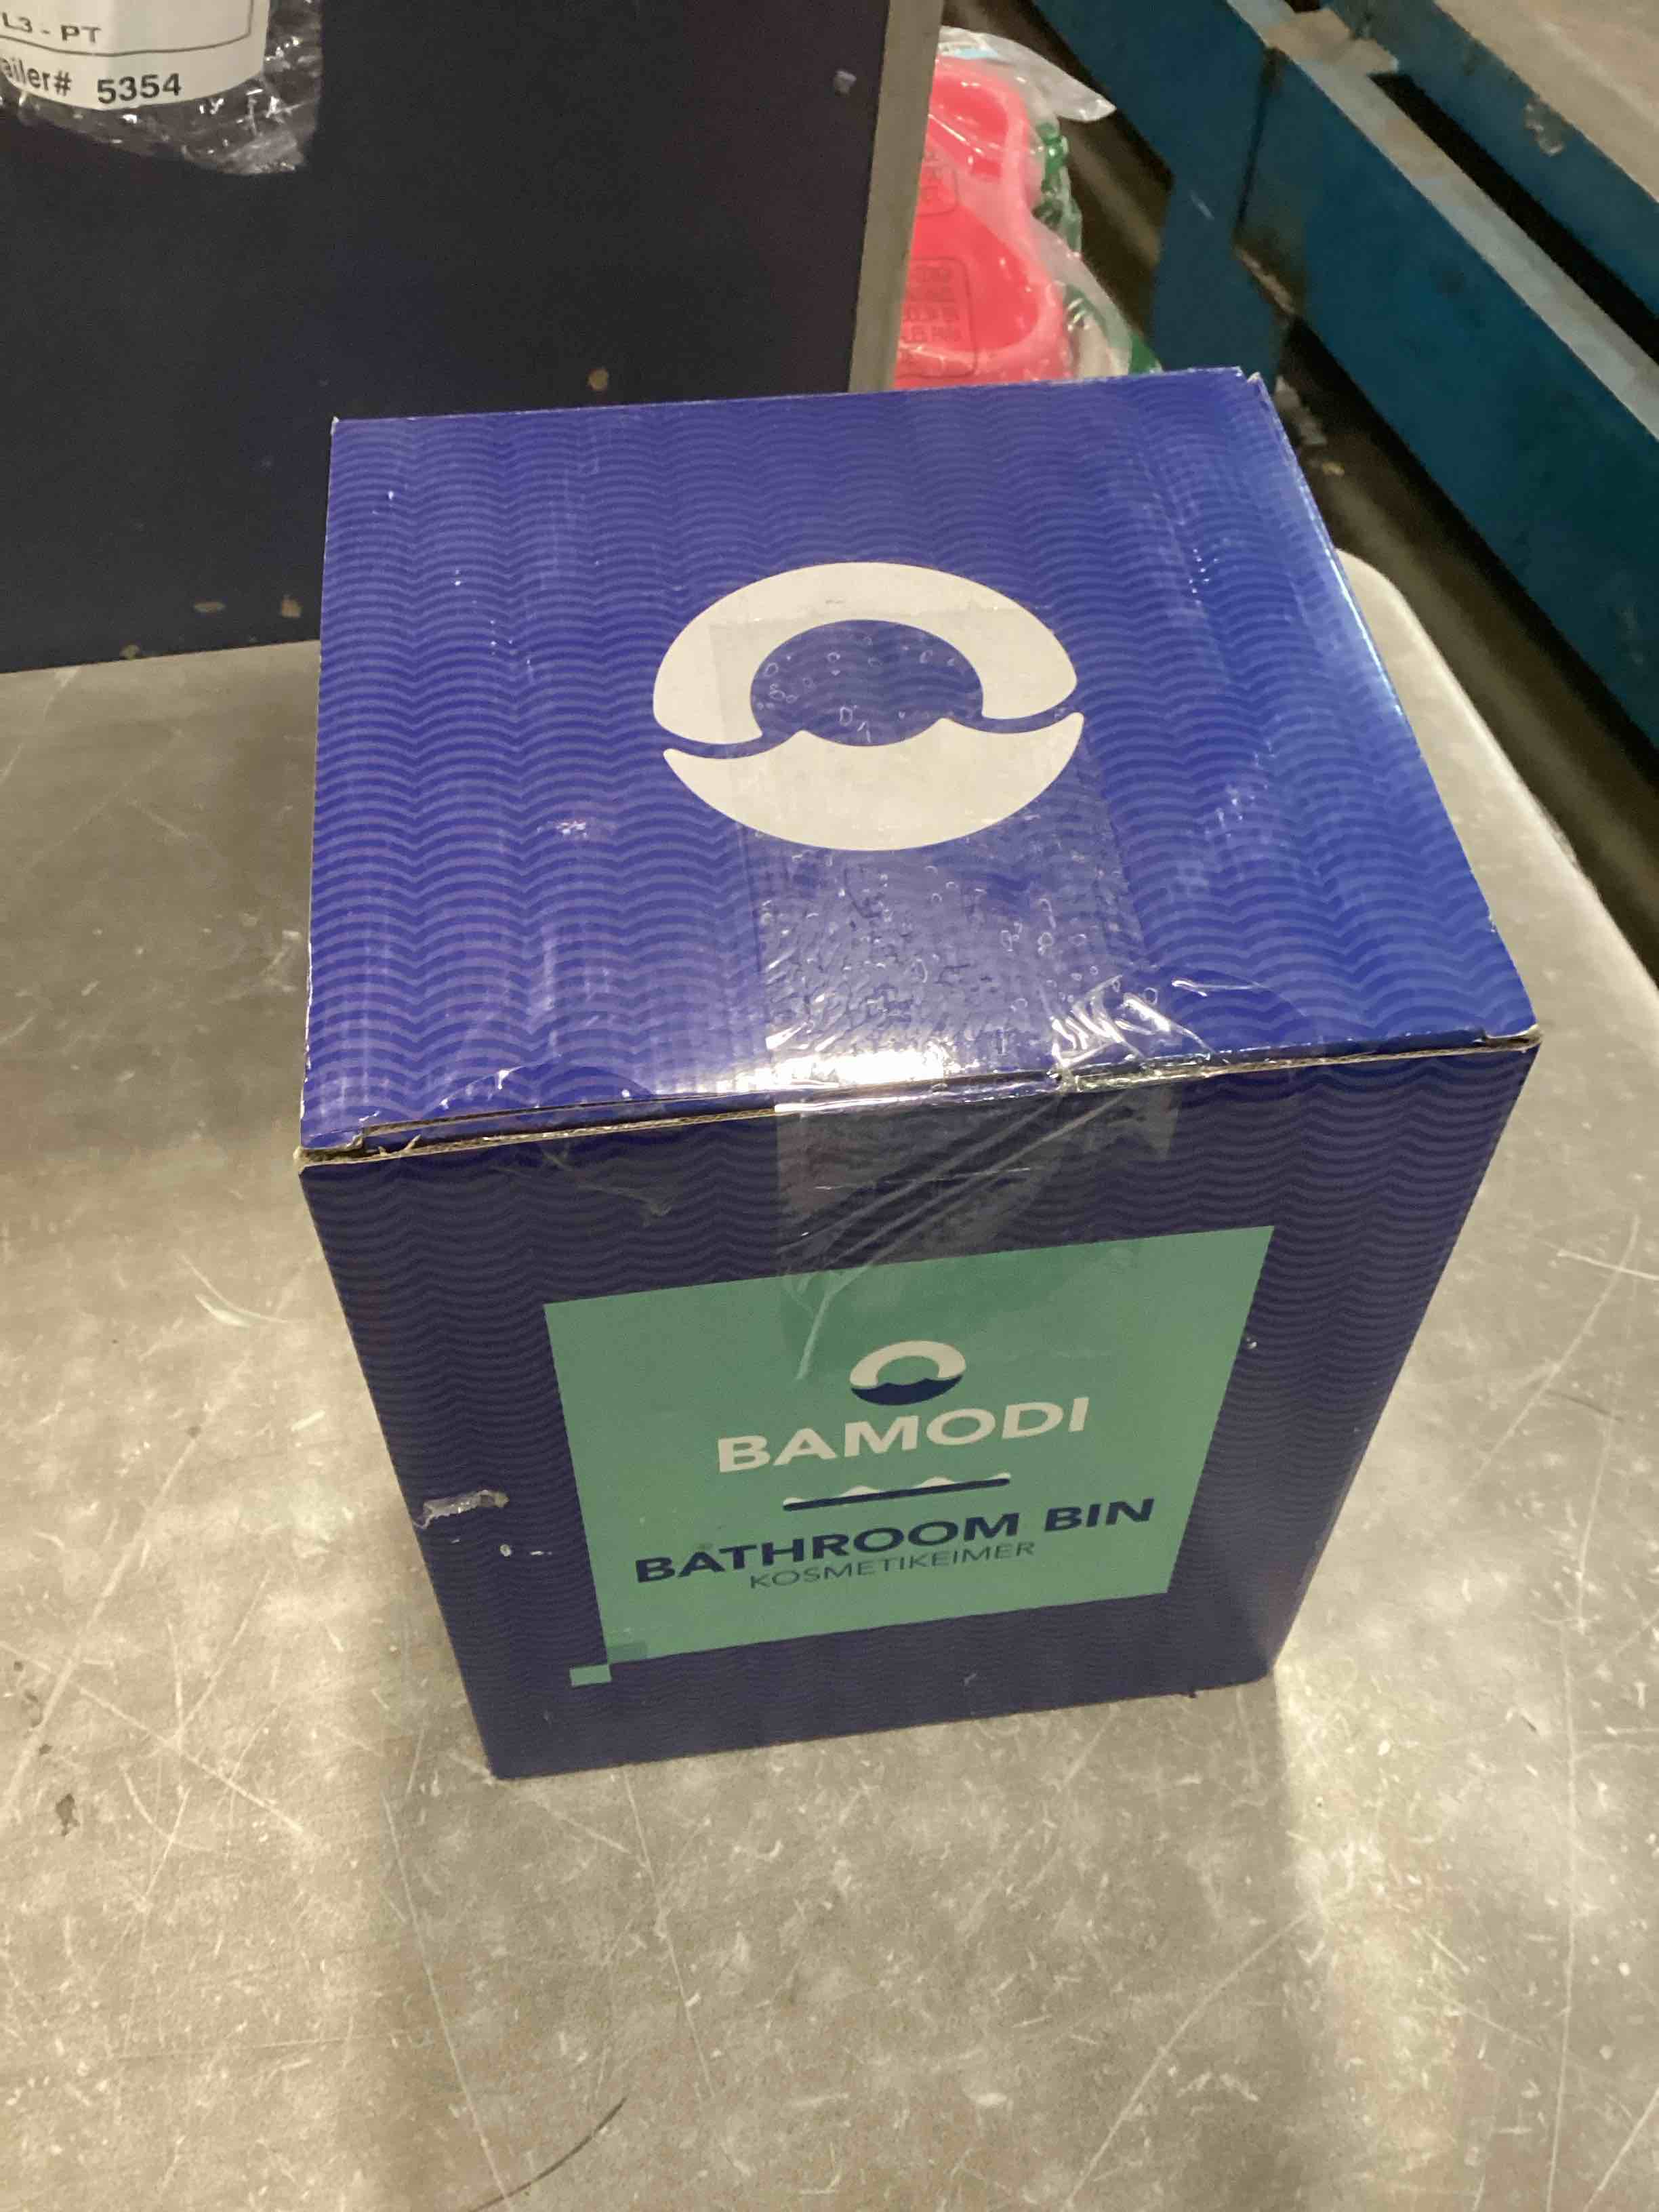 L3 - PT
ailer# 5354
BAMODI
BATHROOM BIN
KOSMETIKEIMER